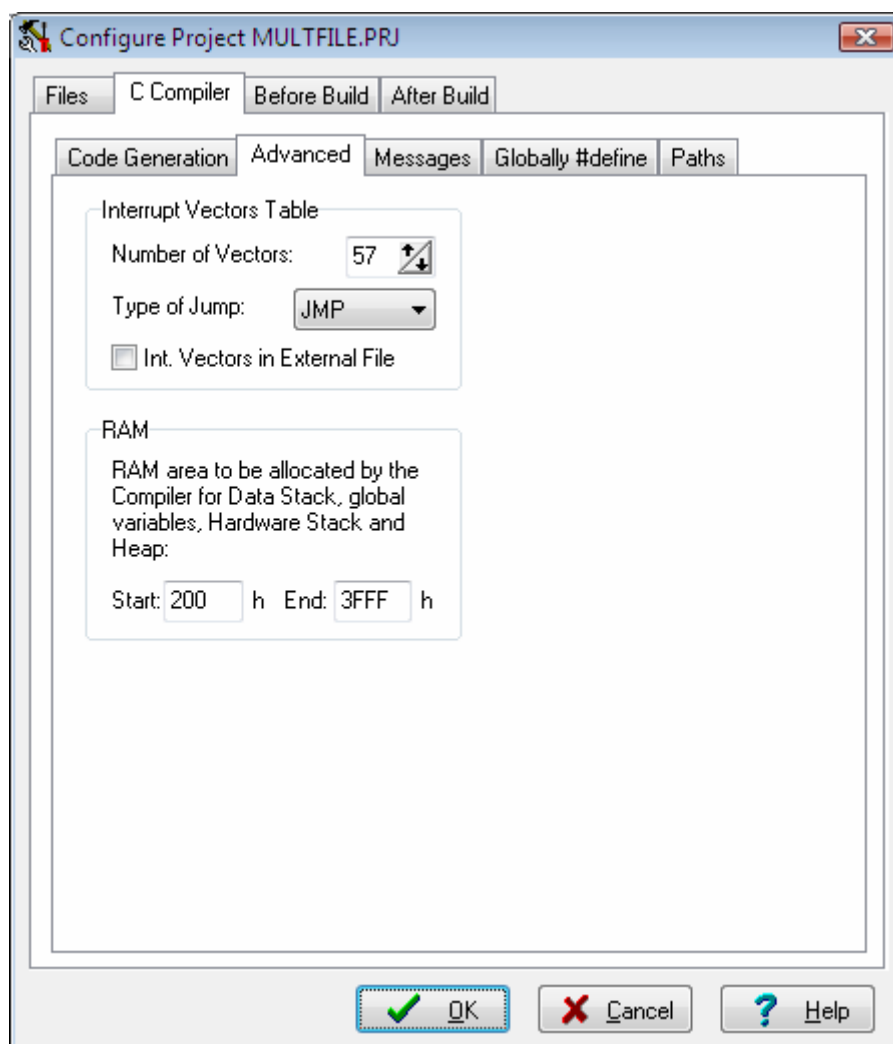 Configure Project MULTFILE.PRJ
Files C Compiler Before Build After Build
Code Generation Advanced Messages Globally #define Paths
Interrupt Vectors Table
Number of Vectors: 57
Type of Jump: JMP
Int. Vectors in External File
RAM
RAM area to be allocated by the
Compiler for Data Stack, global
variables, Hardware Stack and
Heap:
Start: 200 h End: 3FFF h
OK Cancel Help